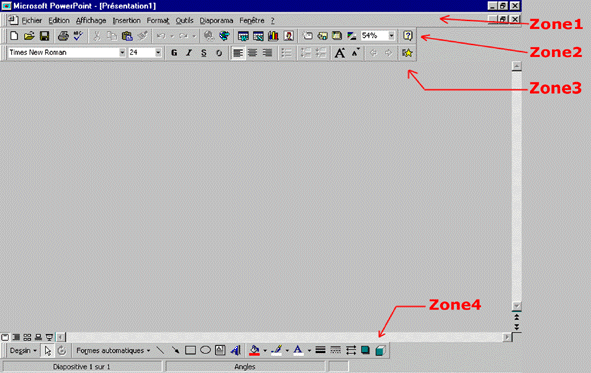 Microsoft PowerPoint - [Présentation1]
Fichier Edition Affichage Insertion Format Outils Diaporama Fenêtre ?
Zone1
54%
Zone2
Times New Roman 24 G I S O
Zone3
Zone4
Dessin Formes automatiques
Diapositive 1 sur 1 Angles